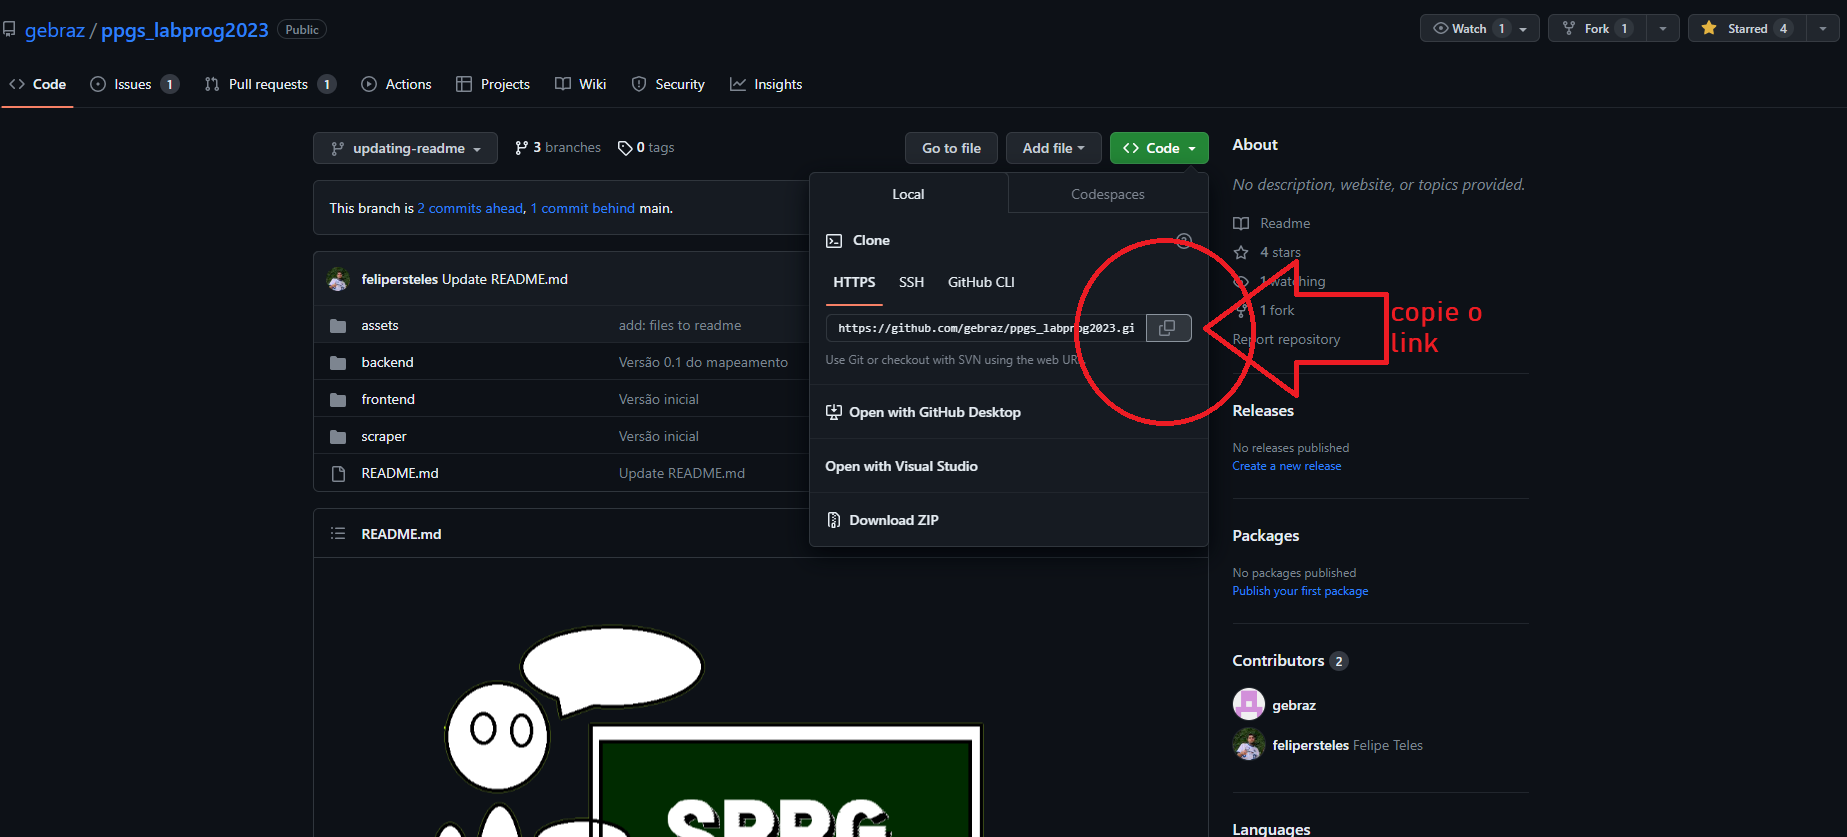 gebraz / ppgs_labprog2023 Public
Watch 1
Fork 1
Starred 4
Code
Issues 1
Pull requests 1
Actions
Projects
Wiki
Security
Insights
updating-readme
3 branches
0 tags
Go to file
Add file
Code
This branch is 2 commits ahead, 1 commit behind main.
felipersteles Update README.md
assets
add: files to readme
backend
Versão 0.1 do mapeamento
frontend
Versão inicial
scraper
Versão inicial
README.md
Update README.md
Local
Codespaces
Clone
HTTPS
SSH
GitHub CLI
https://github.com/gebraz/ppgs_labprog2023.gi
Use Git or checkout with SVN using the web UR
Open with GitHub Desktop
Open with Visual Studio
Download ZIP
copie o
link
README.md
SPPG
About
No description, website, or topics provided.
Readme
4 stars
1 watching
1 fork
Report repository
Releases
No releases published
Create a new release
Packages
No packages published
Publish your first package
Contributors 2
gebraz
felipersteles Felipe Teles
Languages